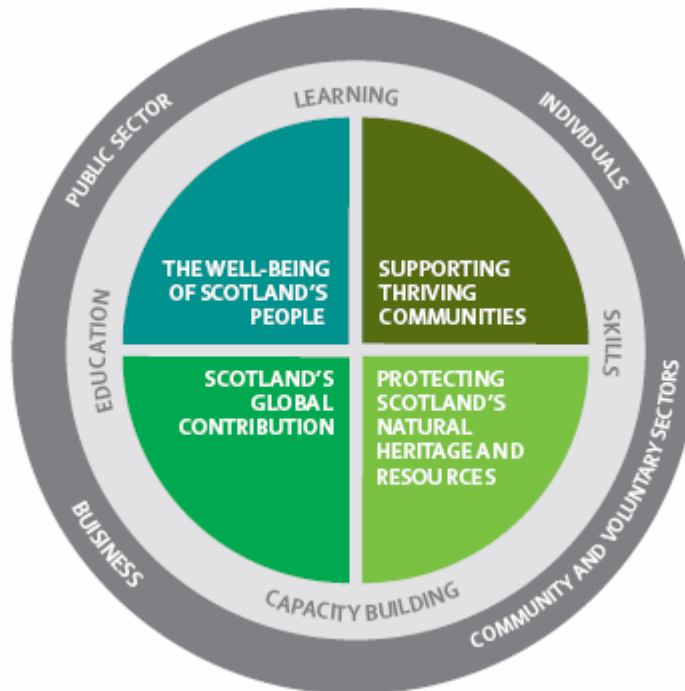 LEARNING
PUBLIC SECTOR
INDIVIDUALS
THE WELL-BEING
OF SCOTLAND'S
PEOPLE
SUPPORTING
THRIVING
COMMUNITIES
EDUCATION
SKILLS
SCOTLAND'S
GLOBAL
CONTRIBUTION
PROTECTING
SCOTLAND'S
NATURAL
HERITAGE AND
RESOURCES
BUISINESS
COMMUNITY AND VOLUNTARY SECTORS
CAPACITY BUILDING